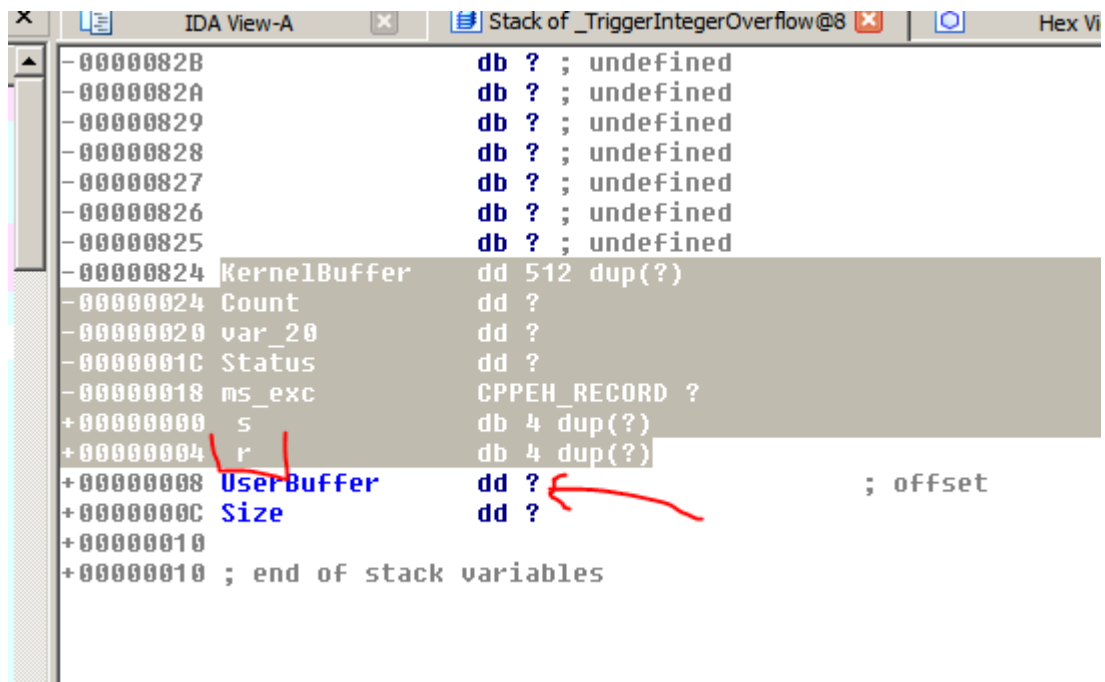 IDA View-A Stack of _TriggerIntegerOverflow@8 Hex Vi
-0000082B db ? ; undefined
-0000082A db ? ; undefined
-00000829 db ? ; undefined
-00000828 db ? ; undefined
-00000827 db ? ; undefined
-00000826 db ? ; undefined
-00000825 db ? ; undefined
-00000824 KernelBuffer dd 512 dup(?)
-00000024 Count dd ?
-00000020 var_20 dd ?
-0000001C Status dd ?
-00000018 ms_exc CPPEH_RECORD ?
+00000000 s db 4 dup(?)
+00000004 r db 4 dup(?)
+00000008 UserBuffer dd ? ; offset
+0000000C Size dd ?
+00000010
+00000010 ; end of stack variables